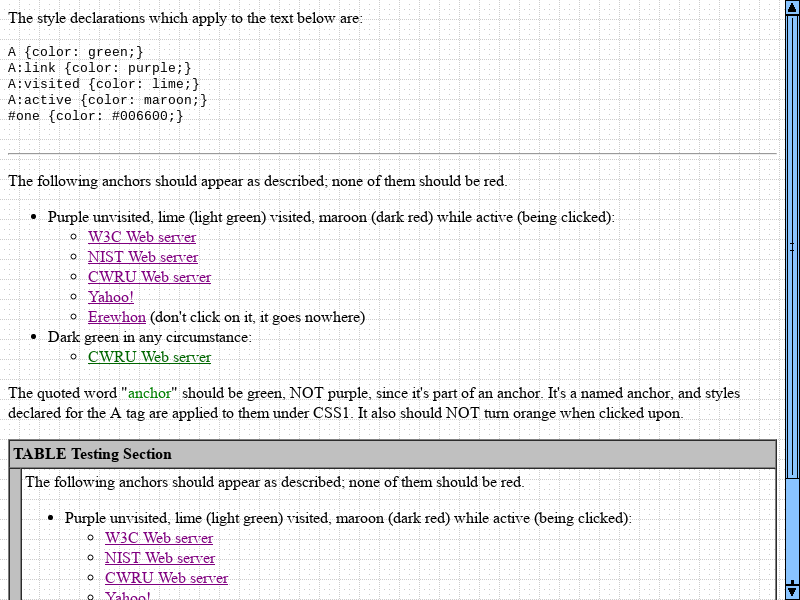 The style declarations which apply to the text below are:
A {color: green;}
A:link {color: purple;}
A:visited {color: lime;}
A:active {color: maroon;}
#one {color: #006600;}
The following anchors should appear as described; none of them should be red.
Purple unvisited, lime (light green) visited, maroon (dark red) while active (being clicked):
W3C Web server
NIST Web server
CWRU Web server
Yahoo!
Erewhon (don't click on it, it goes nowhere)
Dark green in any circumstance:
CWRU Web server
The quoted word "anchor" should be green, NOT purple, since it's part of an anchor. It's a named anchor, and styles
declared for the A tag are applied to them under CSS1. It also should NOT turn orange when clicked upon.
TABLE Testing Section
The following anchors should appear as described; none of them should be red.
Purple unvisited, lime (light green) visited, maroon (dark red) while active (being clicked):
W3C Web server
NIST Web server
CWRU Web server
Yahoo!